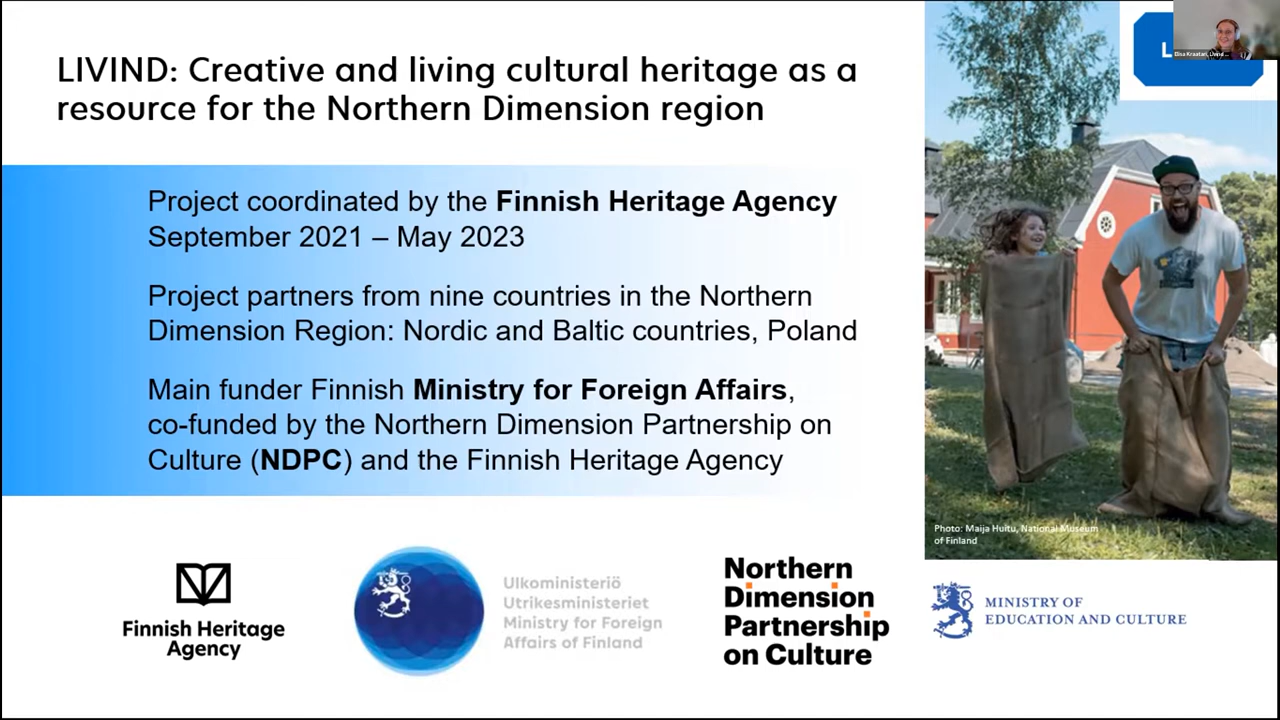 LIVIND: Creative and living cultural heritage as a
resource for the Northern Dimension region
Project coordinated by the Finnish Heritage Agency
September 2021 – May 2023
Project partners from nine countries in the Northern
Dimension Region: Nordic and Baltic countries, Poland
Main funder Finnish Ministry for Foreign Affairs,
co-funded by the Northern Dimension Partnership on
Culture (NDPC) and the Finnish Heritage Agency
Photo: Maija Huitu, National Museum
of Finland
Finnish Heritage
Agency
Ulkoministeriö
Utrikesministeriet
Ministry for Foreign
Affairs of Finland
Northern
Dimension
Partnership
on Culture
MINISTRY OF
EDUCATION AND CULTURE
Elisa Kraatari, Livind ...